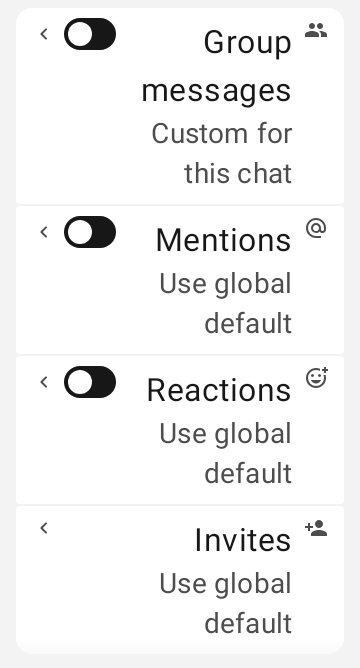 Group
messages
Custom for
this chat
Mentions
Use global
default
Reactions
Use global
default
Invites
Use global
default